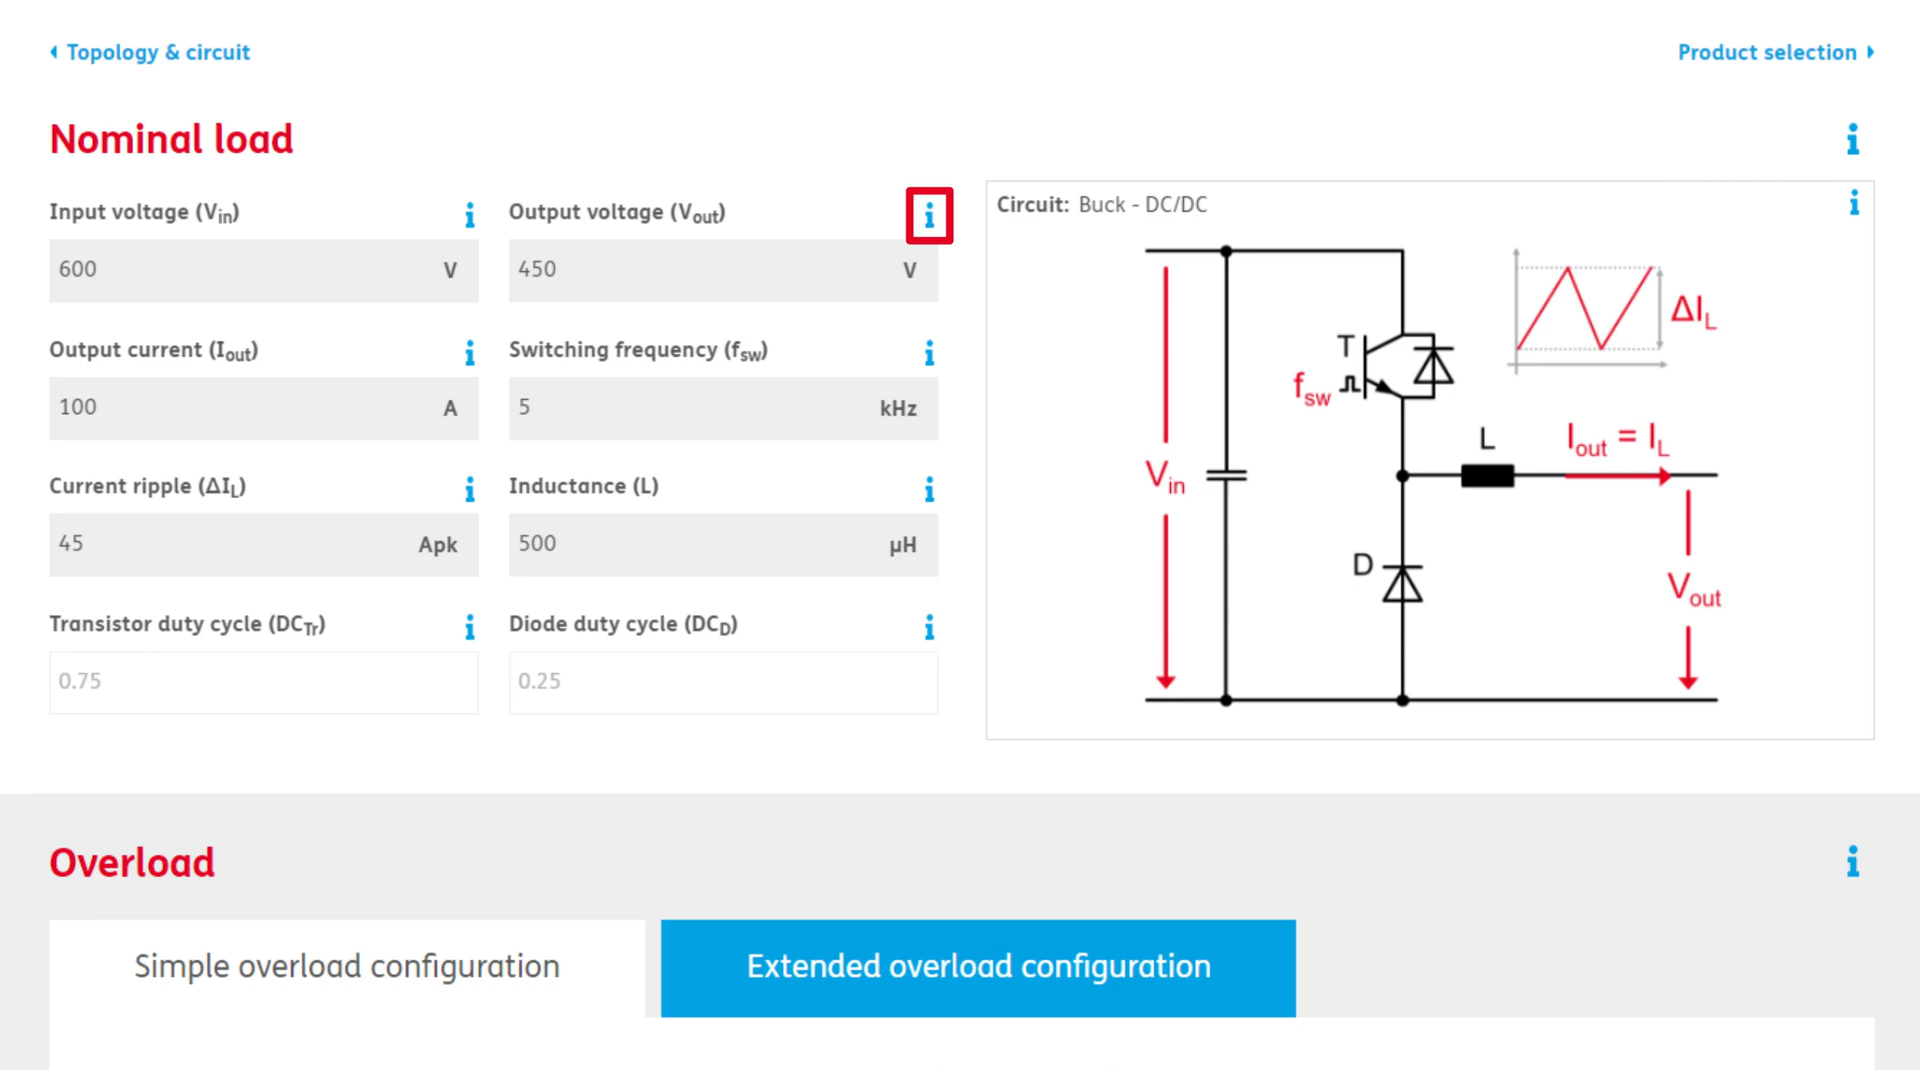 Topology & circuit
Product selection
Nominal load
Input voltage (Vin)
Output voltage (Vout)
600 V
450 V
Output current (Iout)
Switching frequency (fsw)
100 A
5 kHz
Current ripple (ΔIL)
Inductance (L)
45 Apk
500 µH
Transistor duty cycle (DCTr)
Diode duty cycle (DCD)
0.75
0.25
Circuit: Buck - DC/DC
ΔIL
T
fsw
L
Iout = IL
Vin
D
Vout
Overload
Simple overload configuration
Extended overload configuration